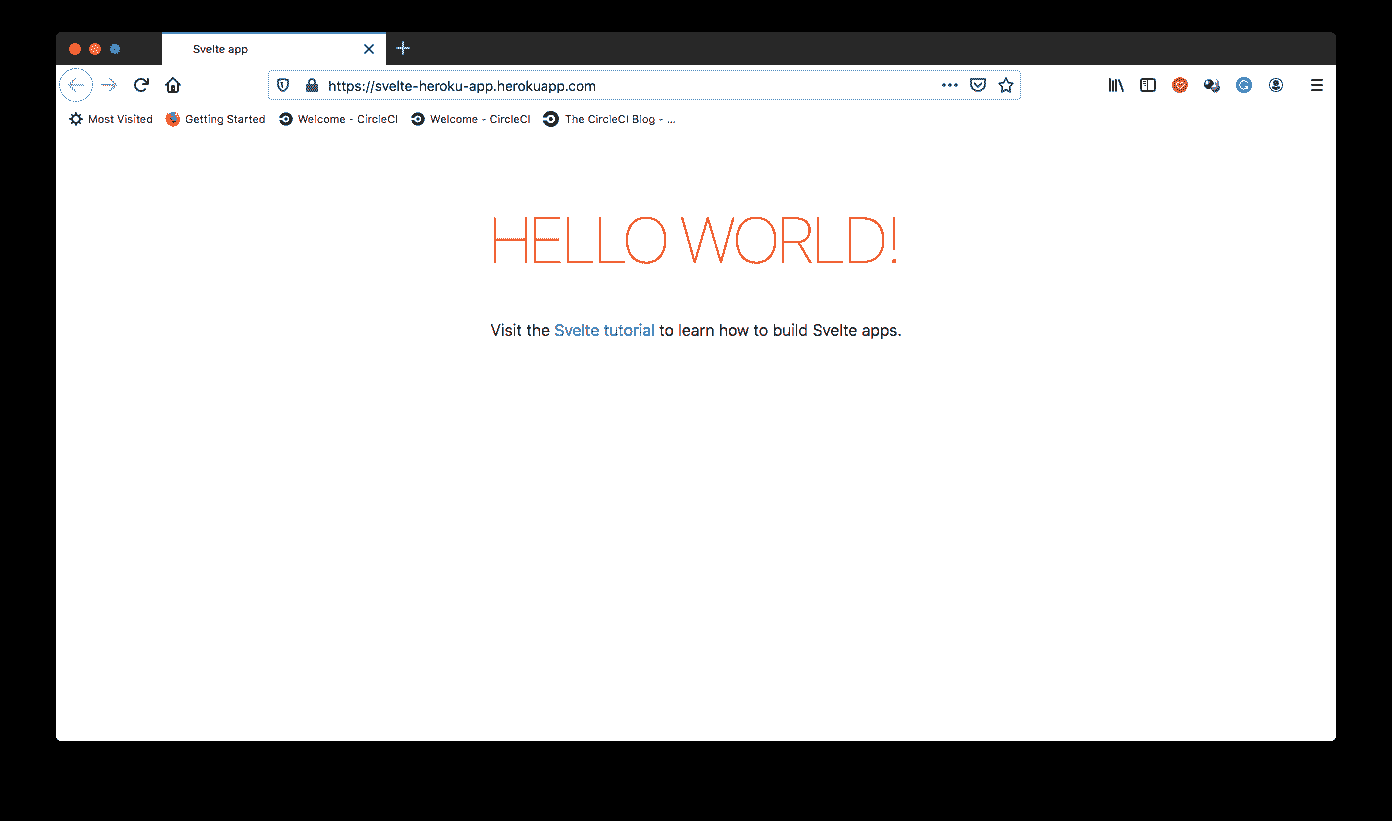 Svelte app
https://svelte-heroku-app.herokuapp.com
Most Visited Getting Started Welcome - CircleCI Welcome - CircleCI The CircleCI Blog - ...
HELLO WORLD!
Visit the Svelte tutorial to learn how to build Svelte apps.